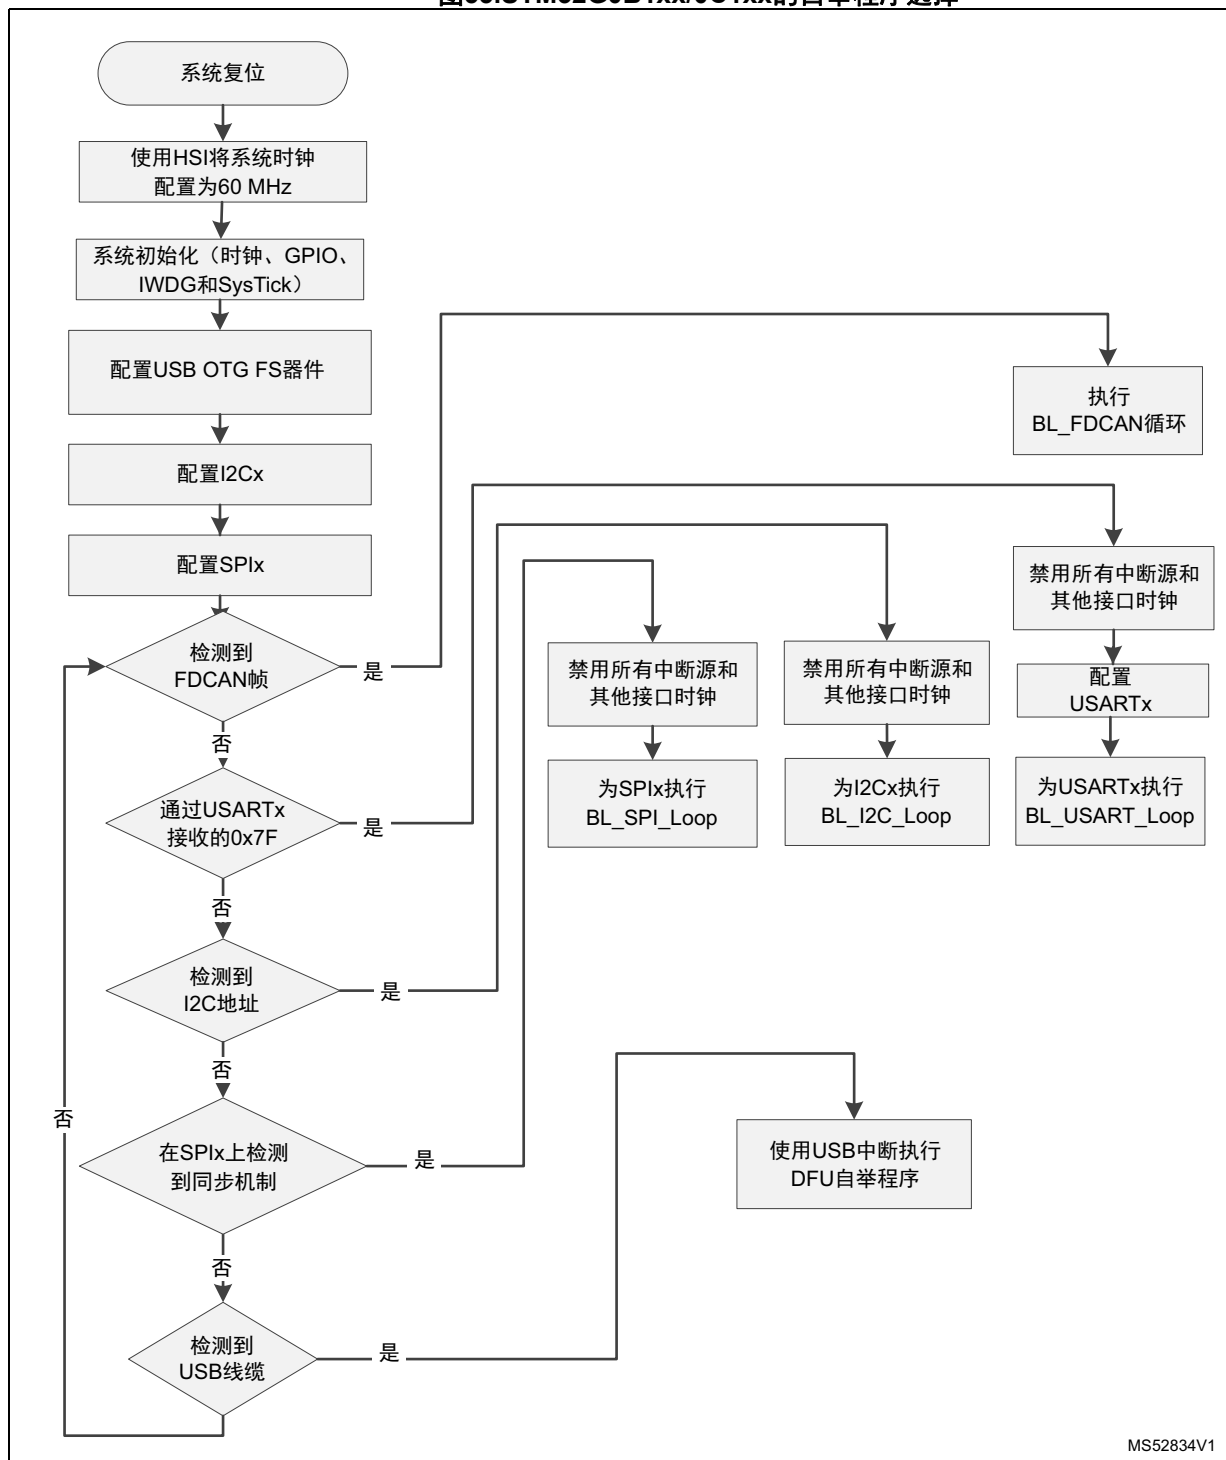 系统复位
使用HSI将系统时钟
配置为60 MHz
系统初始化（时钟、GPIO、
IWDG和SysTick）
配置USB OTG FS器件
执行
BL_FDCAN循环
配置I2Cx
配置SPIx
禁用所有中断源和
其他接口时钟
检测到
FDCAN帧
是
禁用所有中断源和
其他接口时钟
禁用所有中断源和
其他接口时钟
配置
USARTx
否
通过USARTx
接收的0x7F
是
为SPIx执行
BL_SPI_Loop
为I2Cx执行
BL_I2C_Loop
为USARTx执行
BL_USART_Loop
否
检测到
I2C地址
是
否
否
在SPIx上检测
到同步机制
是
使用USB中断执行
DFU自举程序
否
检测到
USB线缆
是
MS52834V1